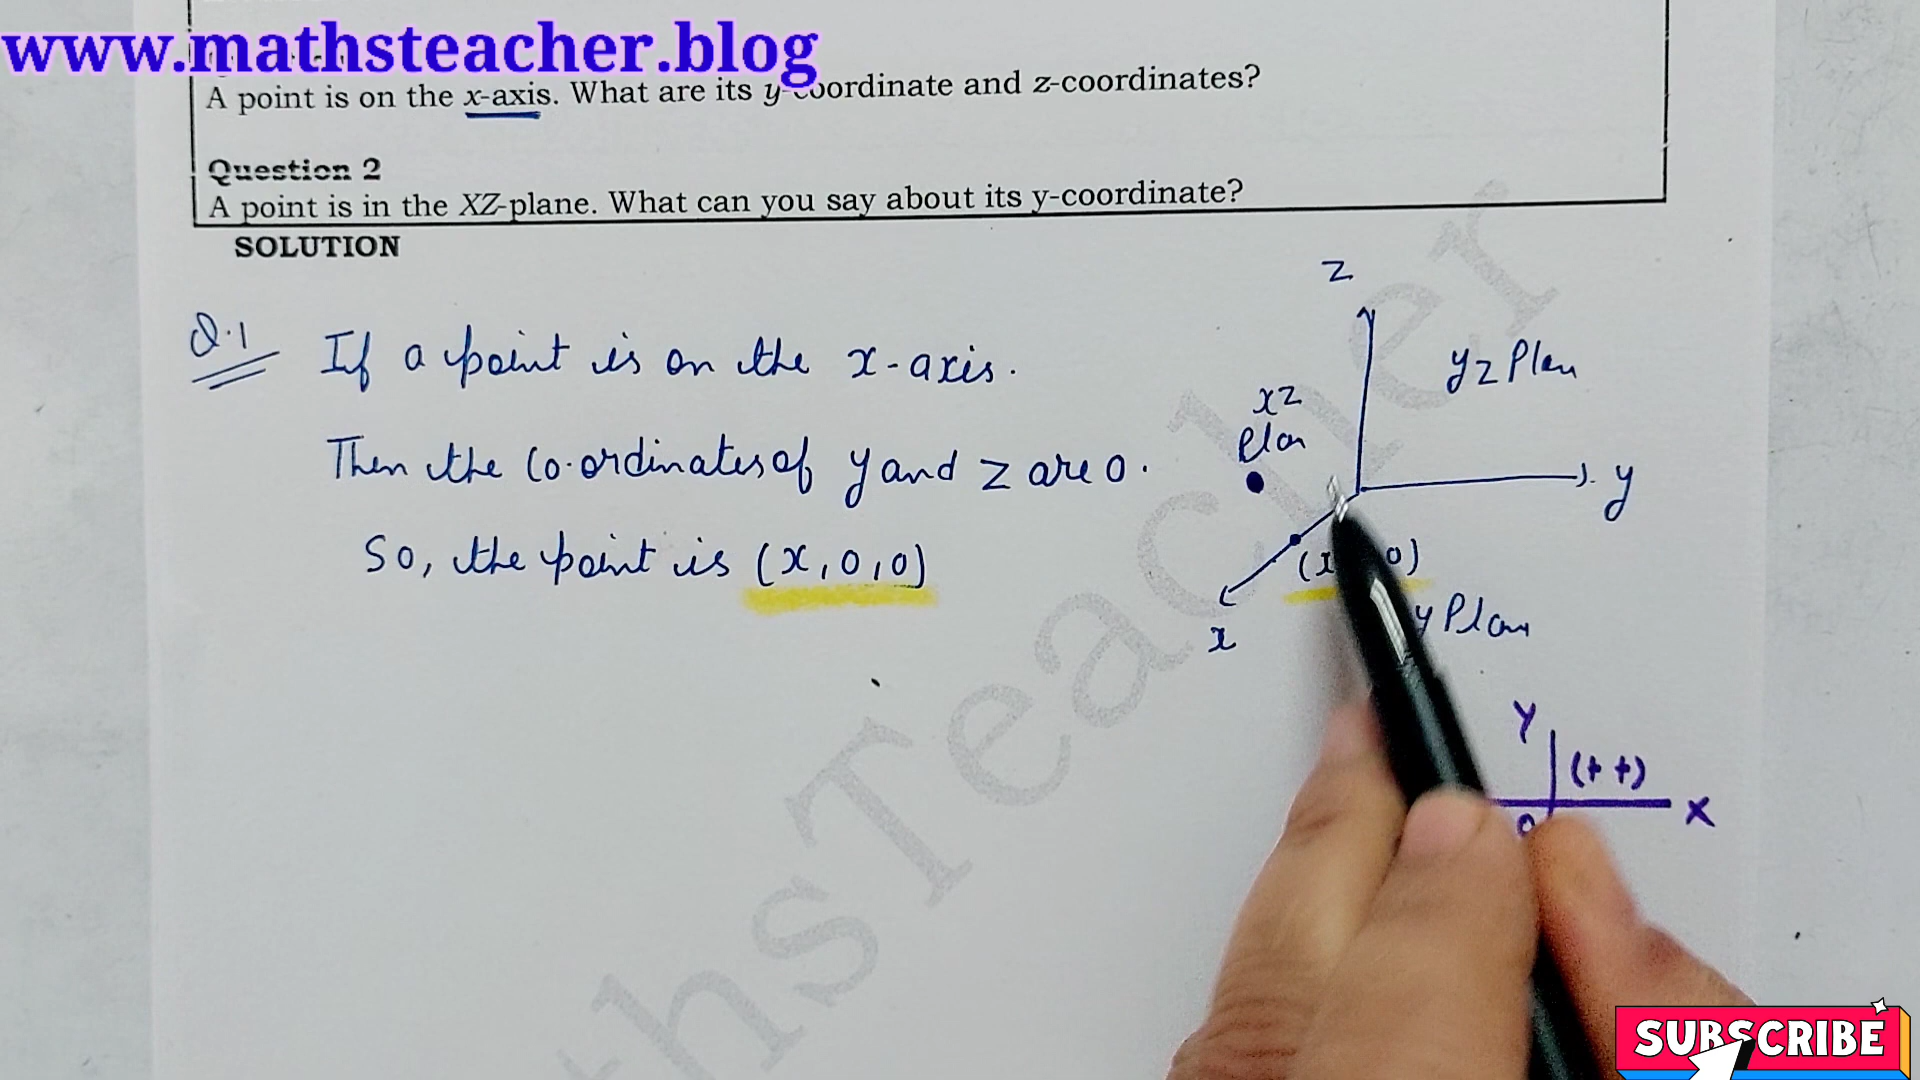 www.mathsteacher.blog
A point is on the x-axis. What are its y-coordinate and z-coordinates?
Question 2
A point is in the XZ-plane. What can you say about its y-coordinate?
SOLUTION
Q.1 If a point is on the x-axis.
Then the co-ordinates of y and z are 0.
So, the point is (x, 0, 0)
z
yz Plan
xz
Plan
y
(x 0)
x
y Plan
Y
(+ +)
X
0
thsTeacher
SUBSCRIBE